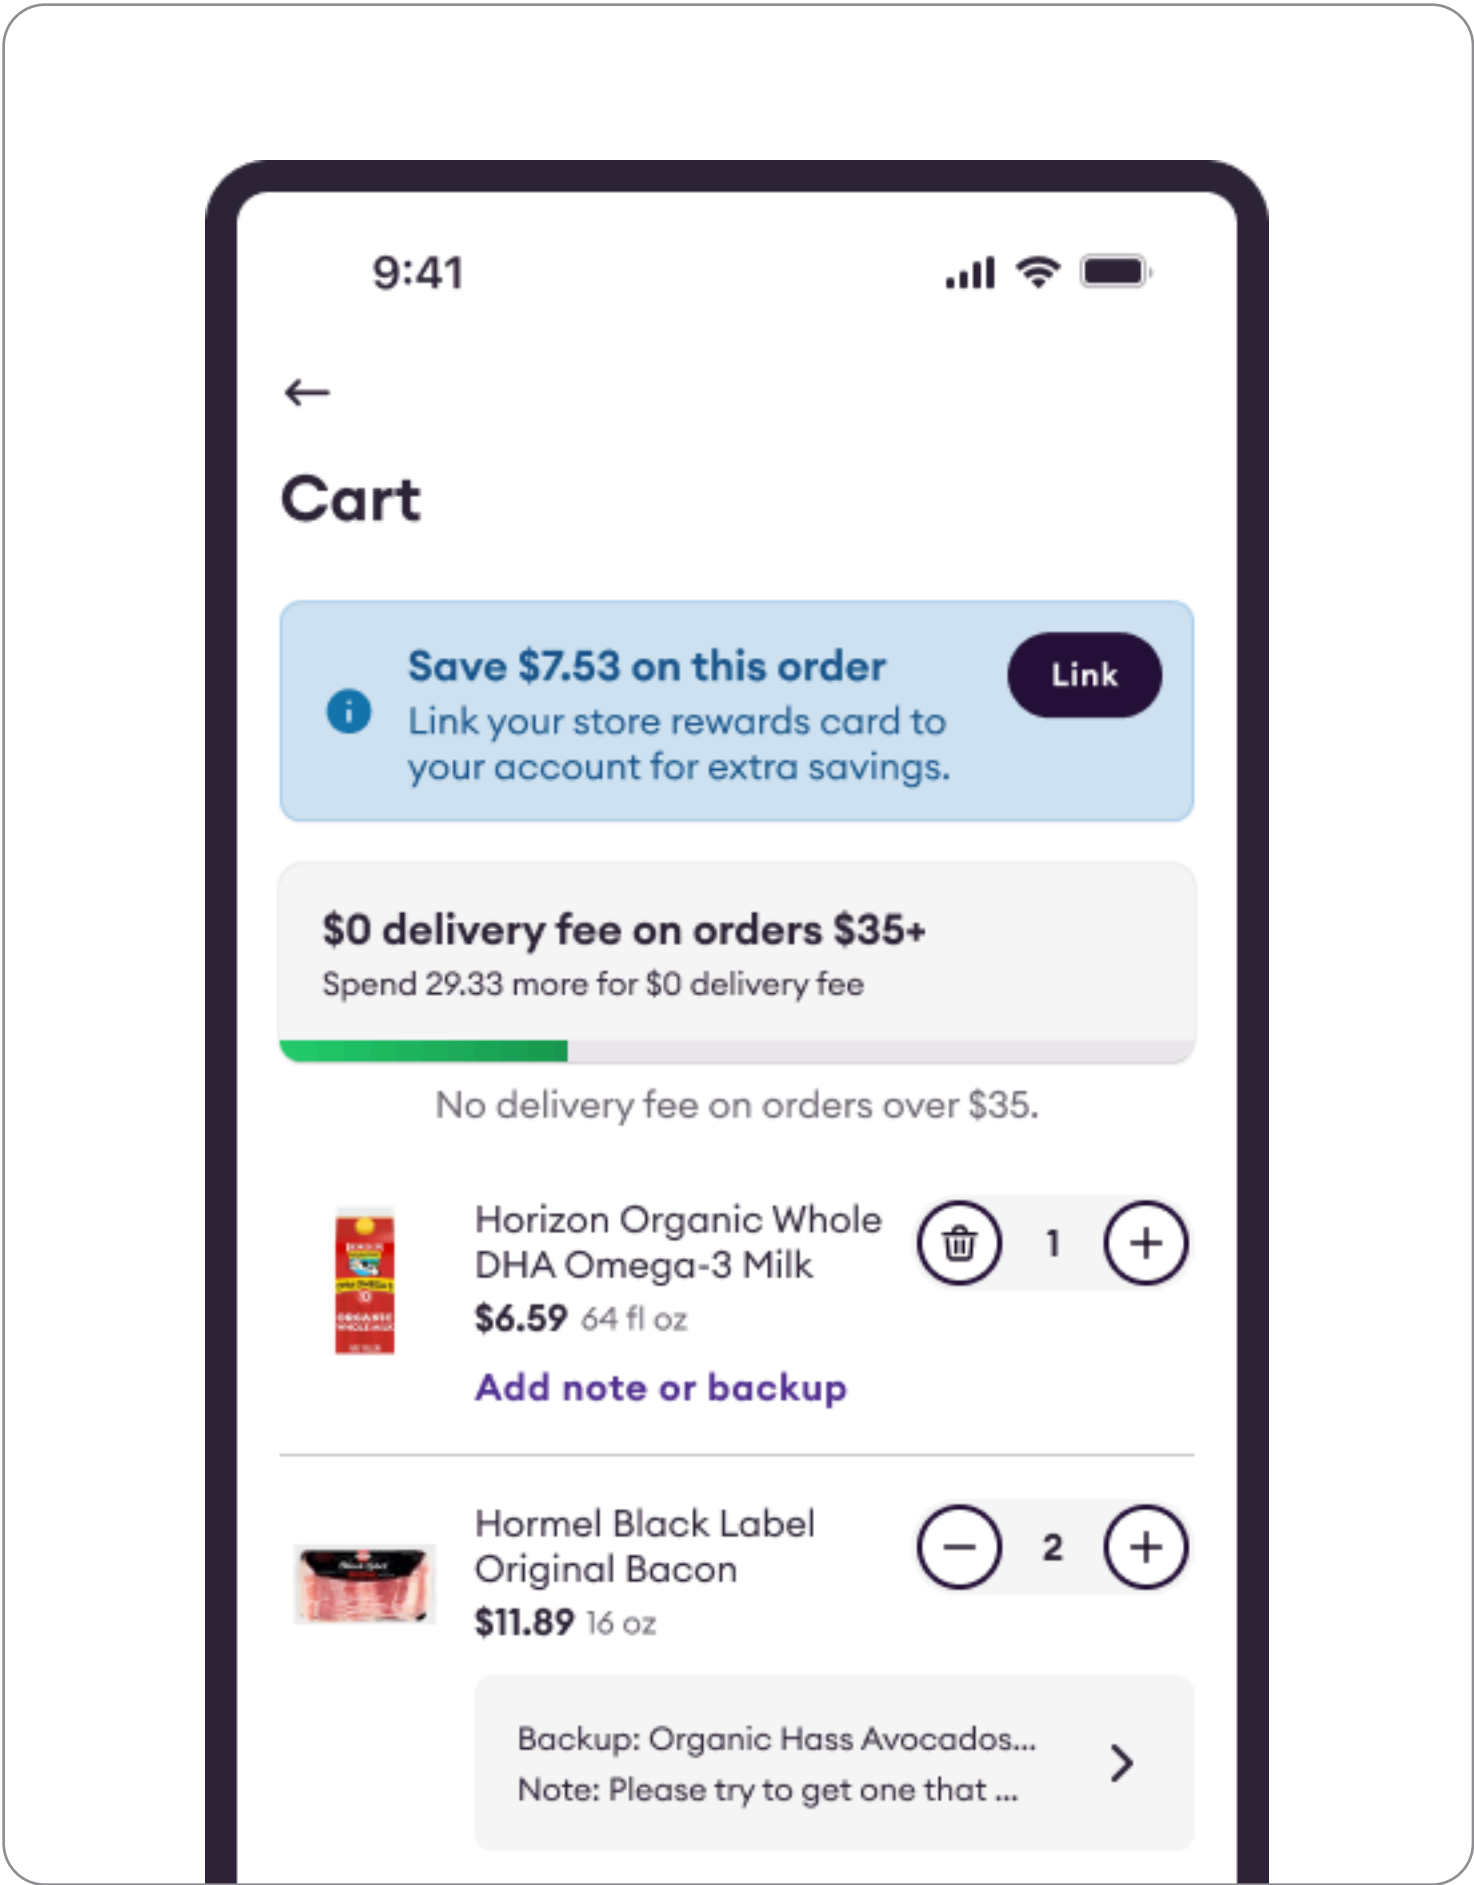 9:41
Cart
Save $7.53 on this order
Link
Link your store rewards card to
your account for extra savings.
$0 delivery fee on orders $35+
Spend 29.33 more for $0 delivery fee
No delivery fee on orders over $35.
Horizon Organic Whole
DHA Omega-3 Milk
1
$6.59 64 fl oz
Add note or backup
ORGANIC
WHOLE MILK
Hormel Black Label
Original Bacon
2
$11.89 16 oz
Backup: Organic Hass Avocados...
Note: Please try to get one that ...